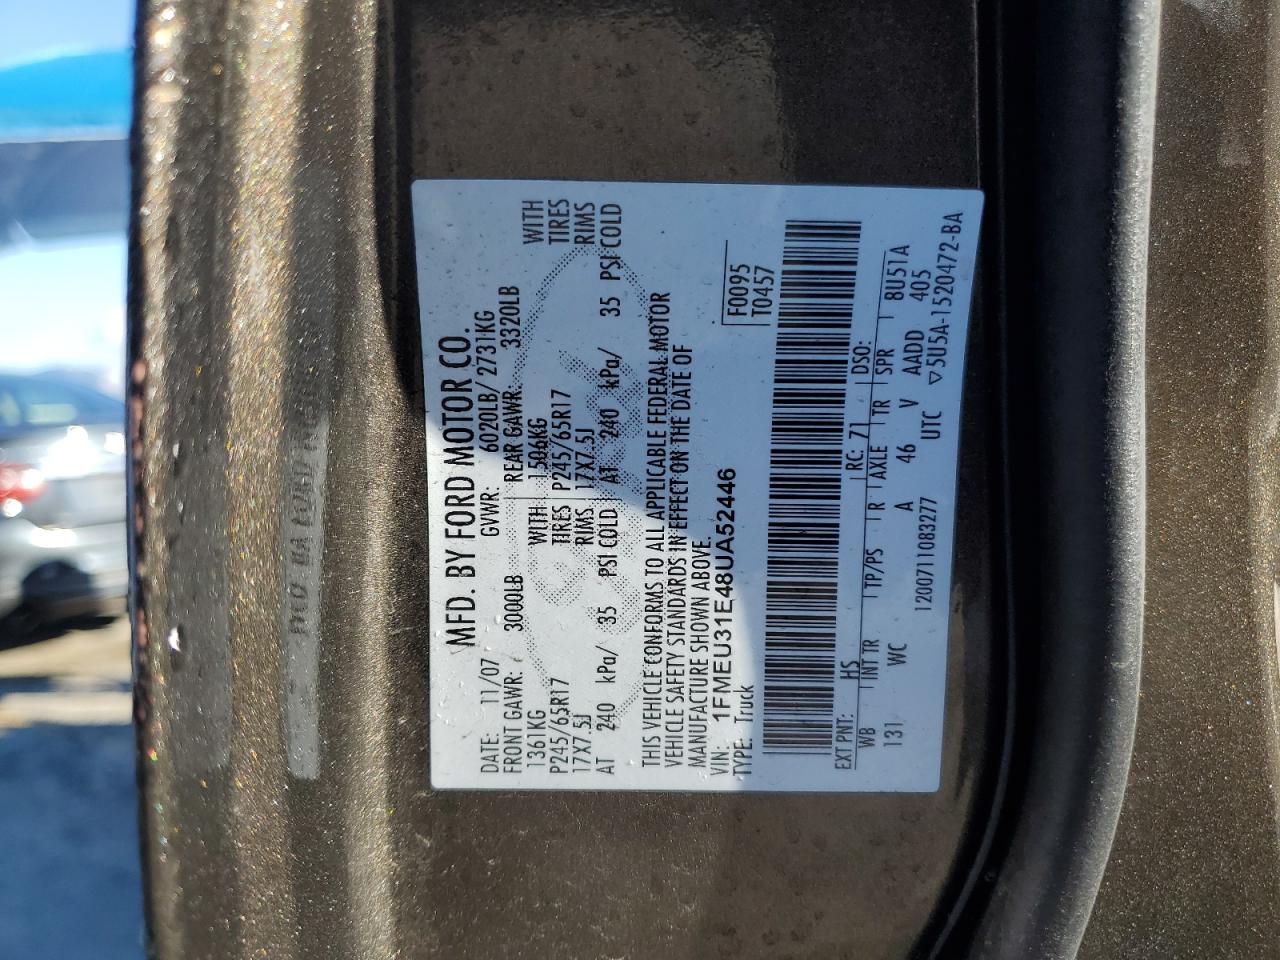 MFD. BY FORD MOTOR CO.
DATE: 11/07 GVWR: 6020LB/ 2731KG
FRONT GAWR: 3000LB REAR GAWR: 3320LB
1361KG WITH 1506KG WITH
P245/65R17 TIRES P245/65R17 TIRES
17X7.5J RIMS 17X7.5J RIMS
AT 240 kPa/ 35 PSI COLD AT 240 kPa/ 35 PSI COLD
THIS VEHICLE CONFORMS TO ALL APPLICABLE FEDERAL MOTOR
VEHICLE SAFETY STANDARDS IN EFFECT ON THE DATE OF
MANUFACTURE SHOWN ABOVE.
VIN: 1FMEU31E48UA52446 F0095
TYPE: Truck T0457
EXT PNT: HS RC: 71 DSO:
WB INT TR TP/PS R AXLE TR SPR 8U51A
131 WC A 46 V AADD 405
120071108327​7 UTC ▽5U5A-1520472-BA